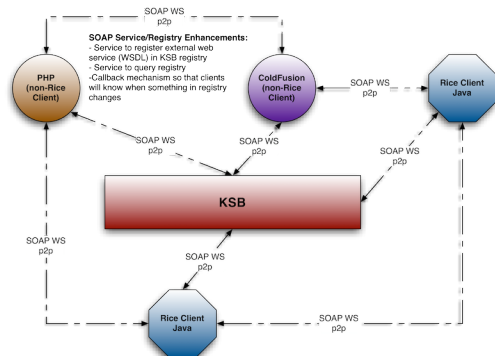 SOAP WS
p2p
SOAP Service/Registry Enhancements:
- Service to register external web
service (WSDL) in KSB registry
- Service to query registry
-Callback mechanism so that clients
will know when something in registry
changes
PHP
(non-Rice
Client)
ColdFusion
(non-Rice
Client)
SOAP WS
p2p
Rice Client
Java
SOAP WS
p2p
SOAP WS
p2p
SOAP WS
p2p
KSB
SOAP WS
p2p
SOAP WS
p2p
Rice Client
Java
SOAP WS
p2p